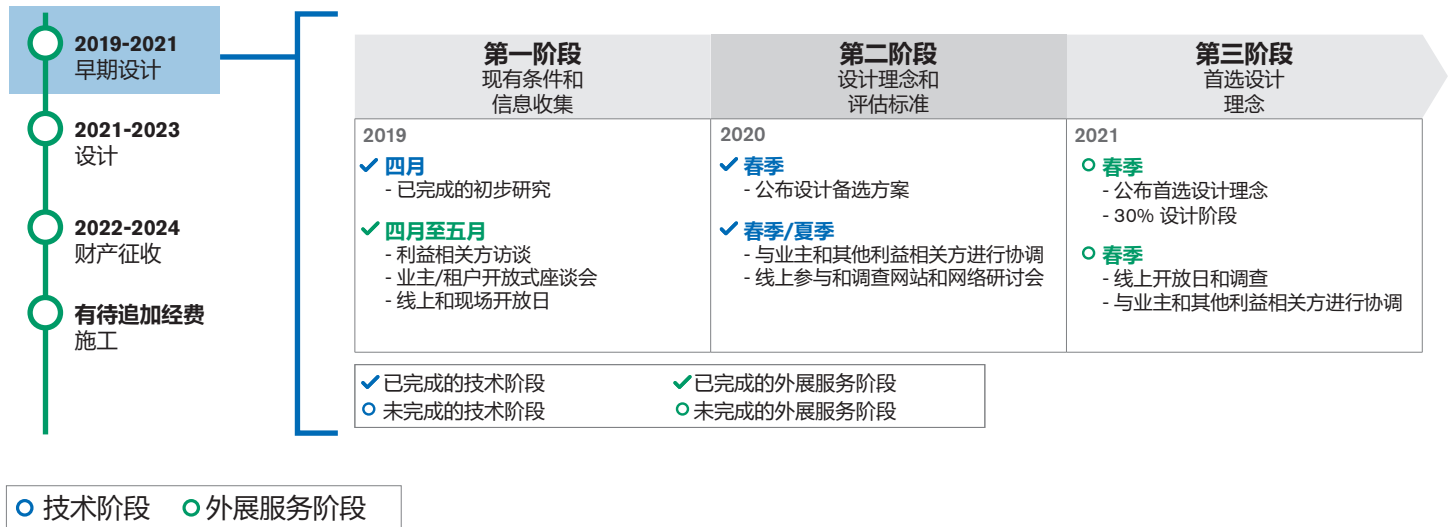 2019-2021
早期设计
2021-2023
设计
2022-2024
财产征收
有待追加经费
施工
第一阶段
现有条件和
信息收集
第二阶段
设计理念和
评估标准
第三阶段
首选设计
理念
2019
四月
- 已完成的初步研究
四月至五月
- 利益相关方访谈
- 业主/租户开放式座谈会
- 线上和现场开放日
2020
春季
- 公布设计备选方案
春季/夏季
- 与业主和其他利益相关方进行协调
- 线上参与和调查网站和网络研讨会
2021
春季
- 公布首选设计理念
- 30% 设计阶段
春季
- 线上开放日和调查
- 与业主和其他利益相关方进行协调
已完成的技术阶段
已完成的外展服务阶段
未完成的技术阶段
未完成的外展服务阶段
技术阶段
外展服务阶段